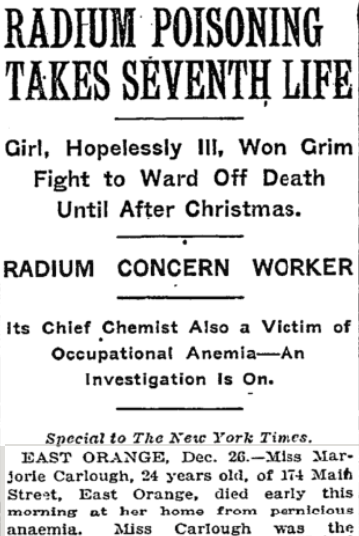 RADIUM POISONING
TAKES SEVENTH LIFE
Girl, Hopelessly Ill, Won Grim
Fight to Ward Off Death
Until After Christmas.
RADIUM CONCERN WORKER
Its Chief Chemist Also a Victim of
Occupational Anemia—An
Investigation Is On.
Special to The New York Times.
EAST ORANGE, Dec. 26.—Miss Mar-
jorie Carlough, 24 years old, of 174 Main
Street, East Orange, died early this
morning at her home from pernicious
anaemia. Miss Carlough was the